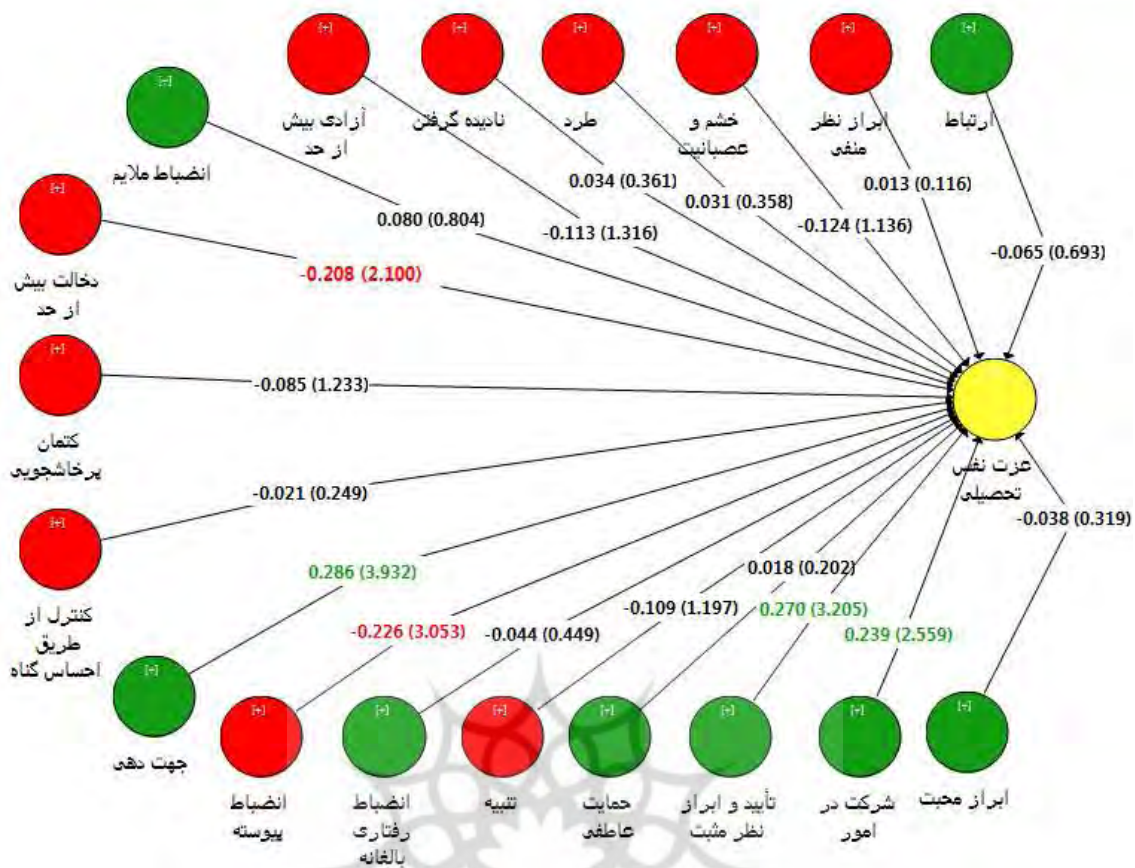 [+]
[+]
[+]
[+]
[+]
[+]
[+]
انضباط ملایم
آزادی بیش
از حد
نادیده گرفتن
طرد
خشم و
عصبانیت
ابراز نظر
منفی
ارتباط
0.080 (0.804)
-0.113 (1.316)
0.034 (0.361)
0.031 (0.358)
-0.124 (1.136)
0.013 (0.116)
-0.065 (0.693)
[+]
دخالت بیش
از حد
-0.208 (2.100)
[+]
کتمان
پرخاشجویی
-0.085 (1.233)
عزت نفس
تحصیلی
[+]
کنترل از
طریق
احساس گناه
-0.021 (0.249)
[+]
جهت دهی
0.286 (3.932)
-0.226 (3.053)
-0.044 (0.449)
-0.109 (1.197)
0.018 (0.202)
0.270 (3.205)
0.239 (2.559)
-0.038 (0.319)
[+]
[+]
[+]
[+]
[+]
[+]
[+]
انضباط
پیوسته
انضباط
رفتاری
بالغانه
تنبیه
حمایت
عاطفی
تأیید و ابراز
نظر مثبت
شرکت در
امور
ابراز محبت